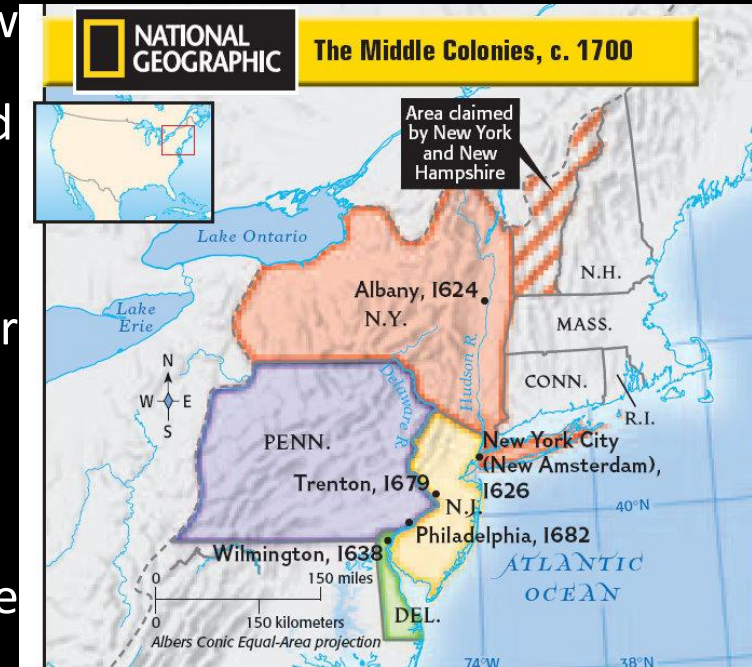 w
d
r
e
NATIONAL
GEOGRAPHIC
The Middle Colonies, c. 1700
Area claimed
by New York
and New
Hampshire
Lake Ontario
Lake
Erie
Albany, 1624
N.Y.
N.H.
MASS.
CONN.
R.I.
Hudson R.
Delaware R.
N
W E
S
PENN.
New York City
(New Amsterdam),
1626
Trenton, 1679
N.J.
40°N
Philadelphia, 1682
Wilmington, 1638
ATLANTIC
OCEAN
0 150 miles
0 150 kilometers
Albers Conic Equal-Area projection
DEL.
74°W
38°N